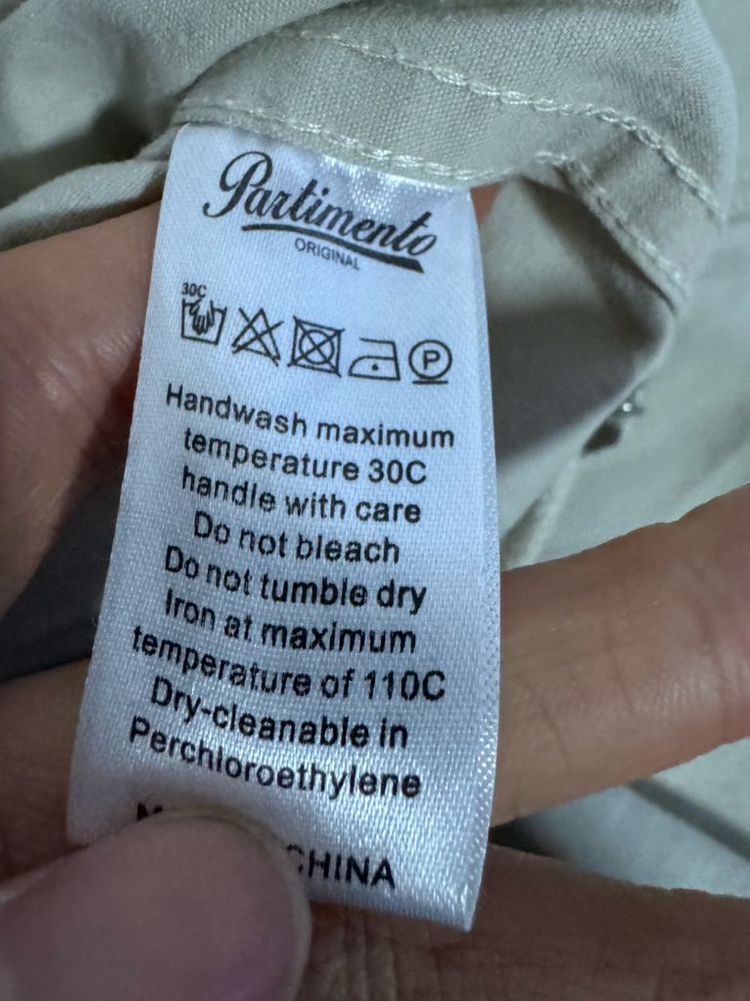 Partimento
ORIGINAL
30C
P
Handwash maximum
temperature 30C
handle with care
Do not bleach
Do not tumble dry
Iron at maximum
temperature of 110C
Dry-cleanable in
Perchloroethylene
CHINA